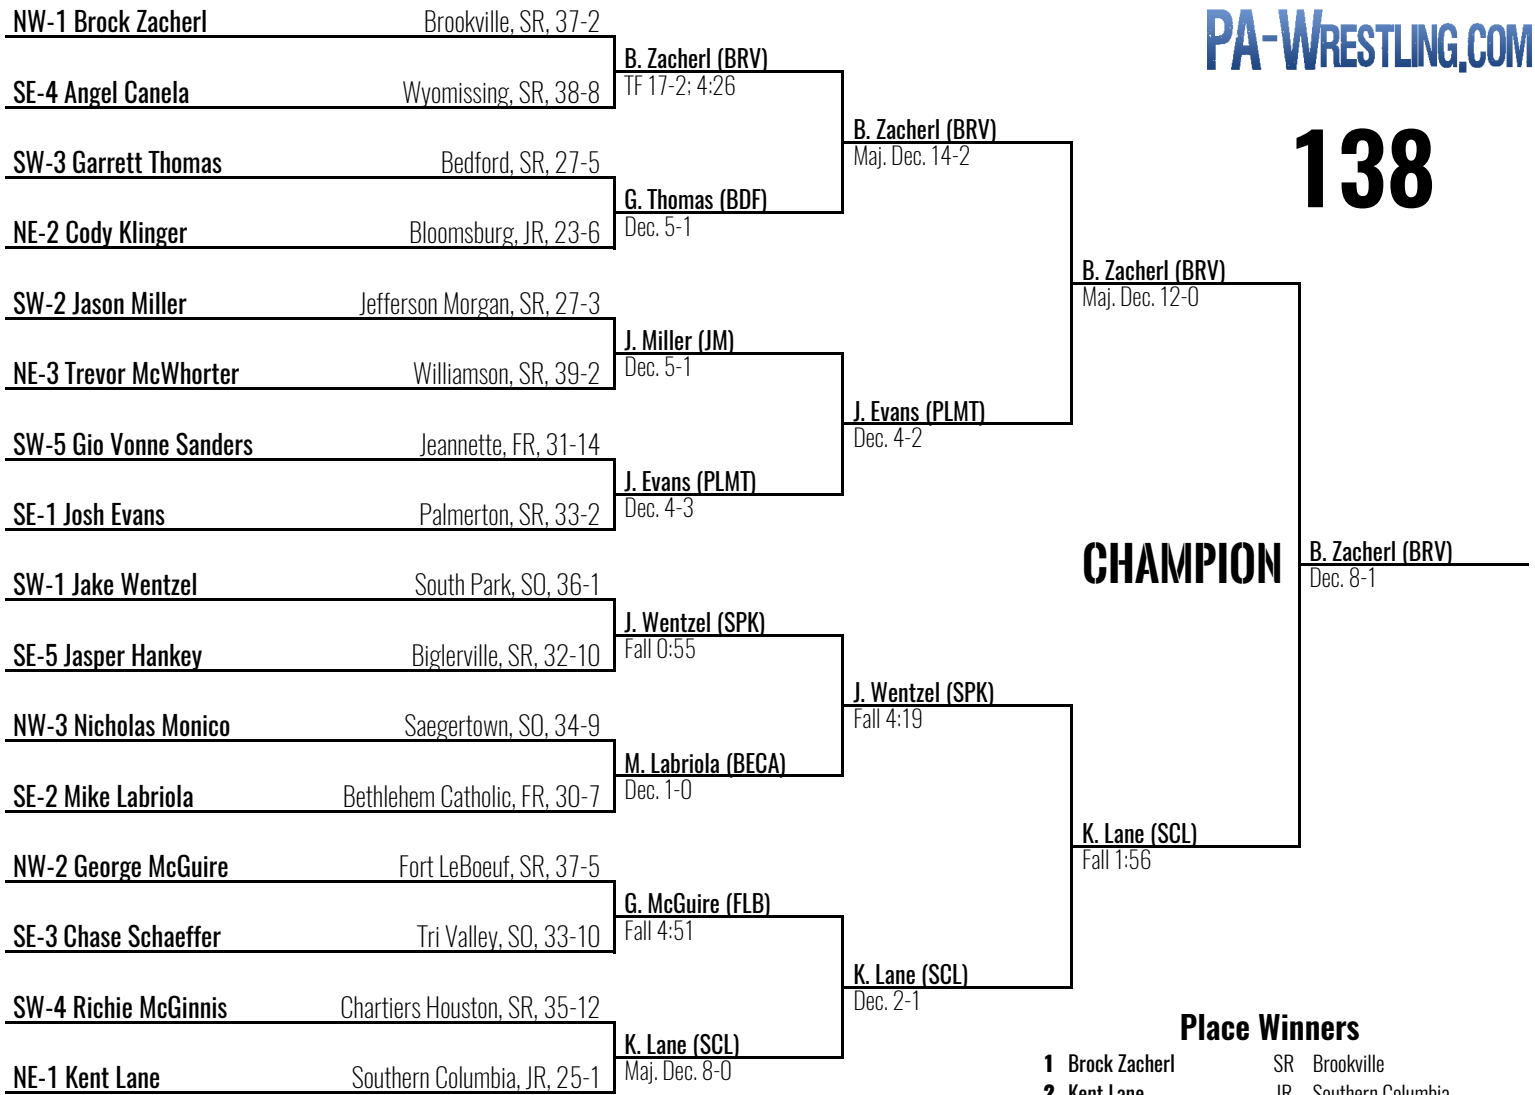 PA-WRESTLING.COM
138
NW-1 Brock Zacherl Brookville, SR, 37-2
SE-4 Angel Canela Wyomissing, SR, 38-8
SW-3 Garrett Thomas Bedford, SR, 27-5
NE-2 Cody Klinger Bloomsburg, JR, 23-6
SW-2 Jason Miller Jefferson Morgan, SR, 27-3
NE-3 Trevor McWhorter Williamson, SR, 39-2
SW-5 Gio Vonne Sanders Jeannette, FR, 31-14
SE-1 Josh Evans Palmerton, SR, 33-2
SW-1 Jake Wentzel South Park, SO, 36-1
SE-5 Jasper Hankey Biglerville, SR, 32-10
NW-3 Nicholas Monico Saegertown, SO, 34-9
SE-2 Mike Labriola Bethlehem Catholic, FR, 30-7
NW-2 George McGuire Fort LeBoeuf, SR, 37-5
SE-3 Chase Schaeffer Tri Valley, SO, 33-10
SW-4 Richie McGinnis Chartiers Houston, SR, 35-12
NE-1 Kent Lane Southern Columbia, JR, 25-1
B. Zacherl (BRV)
TF 17-2; 4:26
G. Thomas (BDF)
Dec. 5-1
J. Miller (JM)
Dec. 5-1
J. Evans (PLMT)
Dec. 4-3
J. Wentzel (SPK)
Fall 0:55
M. Labriola (BECA)
Dec. 1-0
G. McGuire (FLB)
Fall 4:51
K. Lane (SCL)
Maj. Dec. 8-0
B. Zacherl (BRV)
Maj. Dec. 14-2
J. Evans (PLMT)
Dec. 4-2
J. Wentzel (SPK)
Fall 4:19
K. Lane (SCL)
Dec. 2-1
B. Zacherl (BRV)
Maj. Dec. 12-0
K. Lane (SCL)
Fall 1:56
CHAMPION
B. Zacherl (BRV)
Dec. 8-1
Place Winners
1 Brock Zacherl SR Brookville
2 Kent Lane JR Southern Columbia